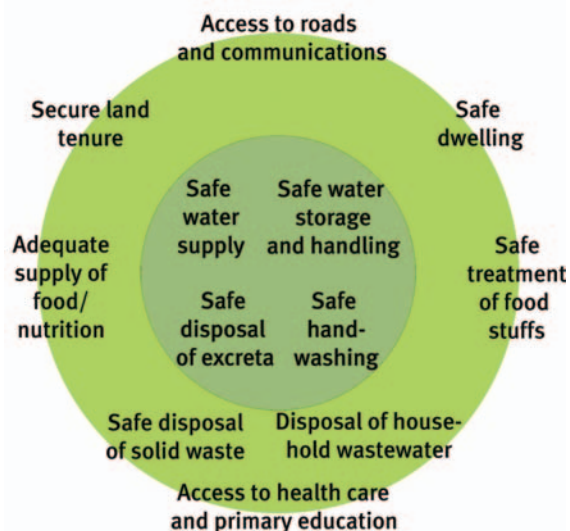 Access to roads
and communications
Secure land
tenure
Safe
dwelling
Safe
water
supply
Safe water
storage
and handling
Adequate
supply of
food/
nutrition
Safe
treatment
of food
stuffs
Safe
disposal
of excreta
Safe
hand-
washing
Safe disposal
of solid waste
Disposal of house-
hold wastewater
Access to health care
and primary education